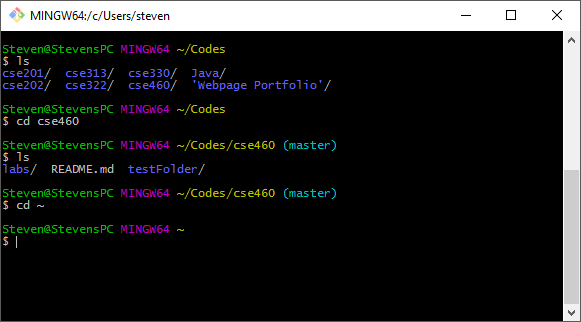 MINGW64:/c/Users/steven
Steven@StevensPC MINGW64 ~/Codes
$ ls
cse201/  cse313/  cse330/  Java/
cse202/  cse322/  cse460/  'Webpage Portfolio'/
Steven@StevensPC MINGW64 ~/Codes
$ cd cse460
Steven@StevensPC MINGW64 ~/Codes/cse460 (master)
$ ls
labs/  README.md  testFolder/
Steven@StevensPC MINGW64 ~/Codes/cse460 (master)
$ cd ~
Steven@StevensPC MINGW64 ~
$